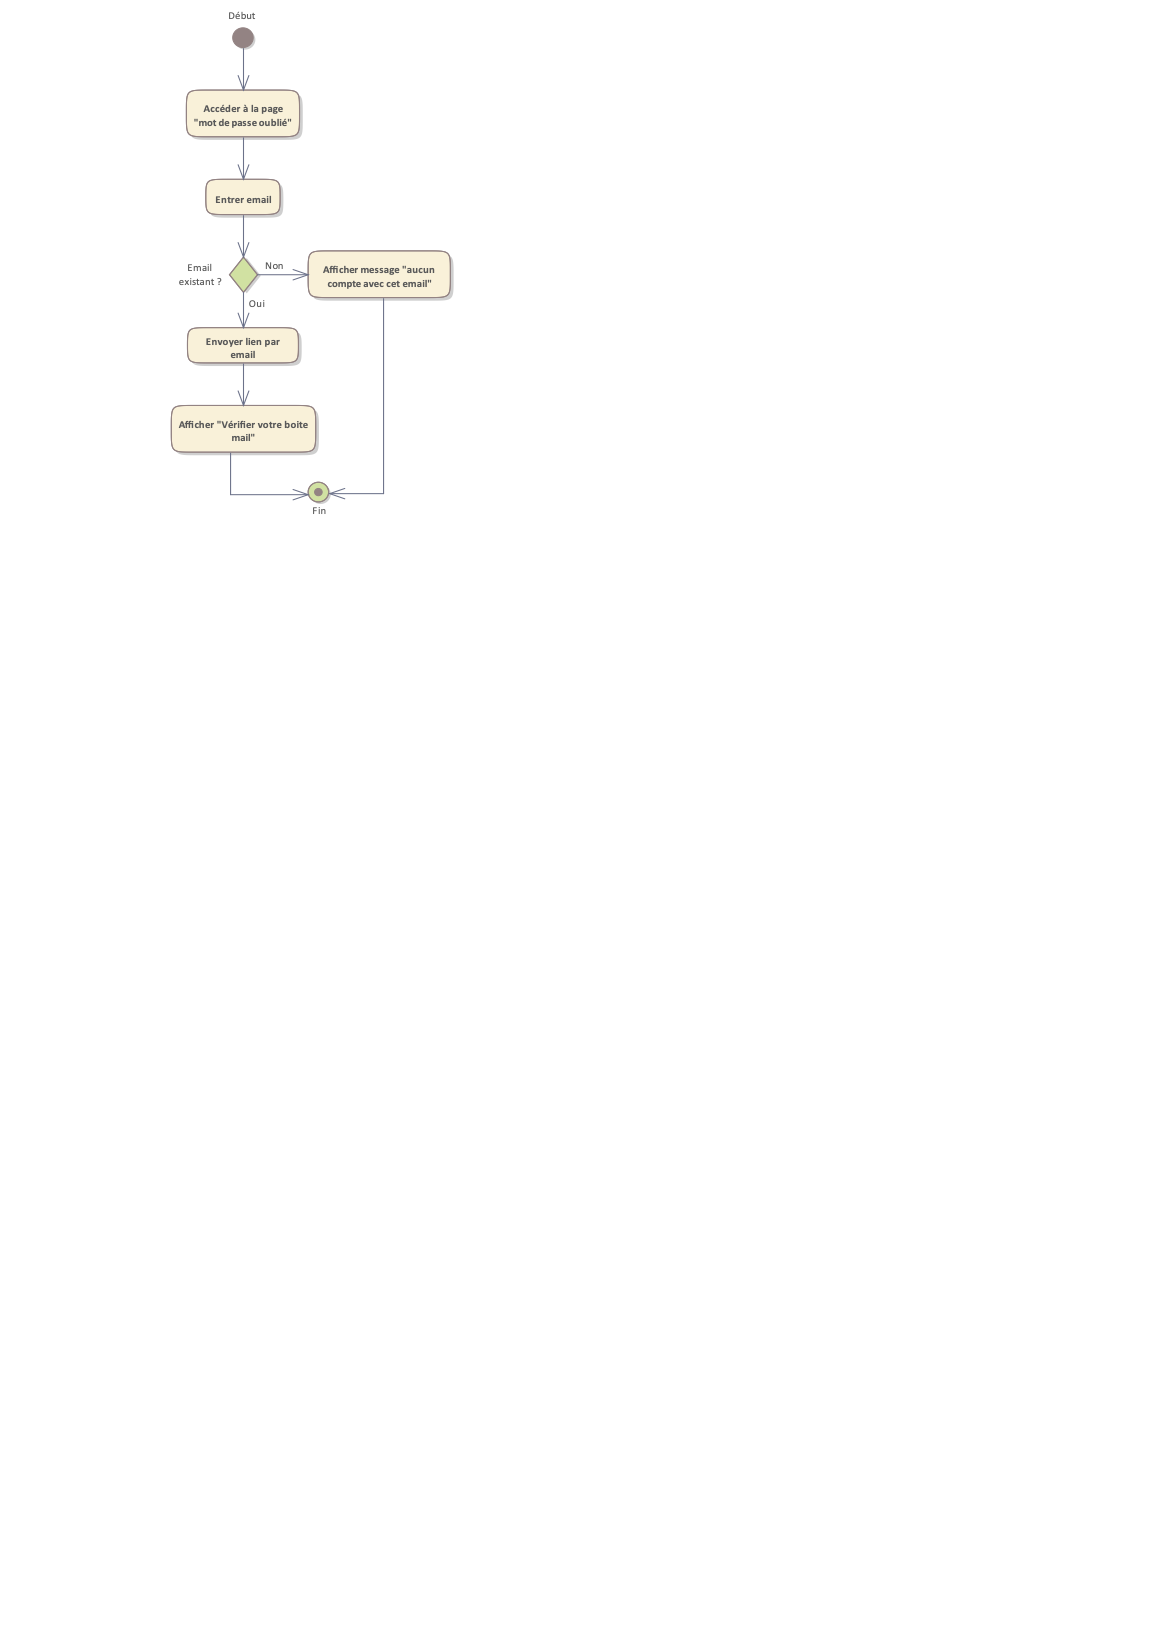 Début
Accéder à la page
"mot de passe oublié"
Entrer email
Email
existant ?
Non
Afficher message "aucun
compte avec cet email"
Oui
Envoyer lien par
email
Afficher "Vérifier votre boite
mail"
Fin